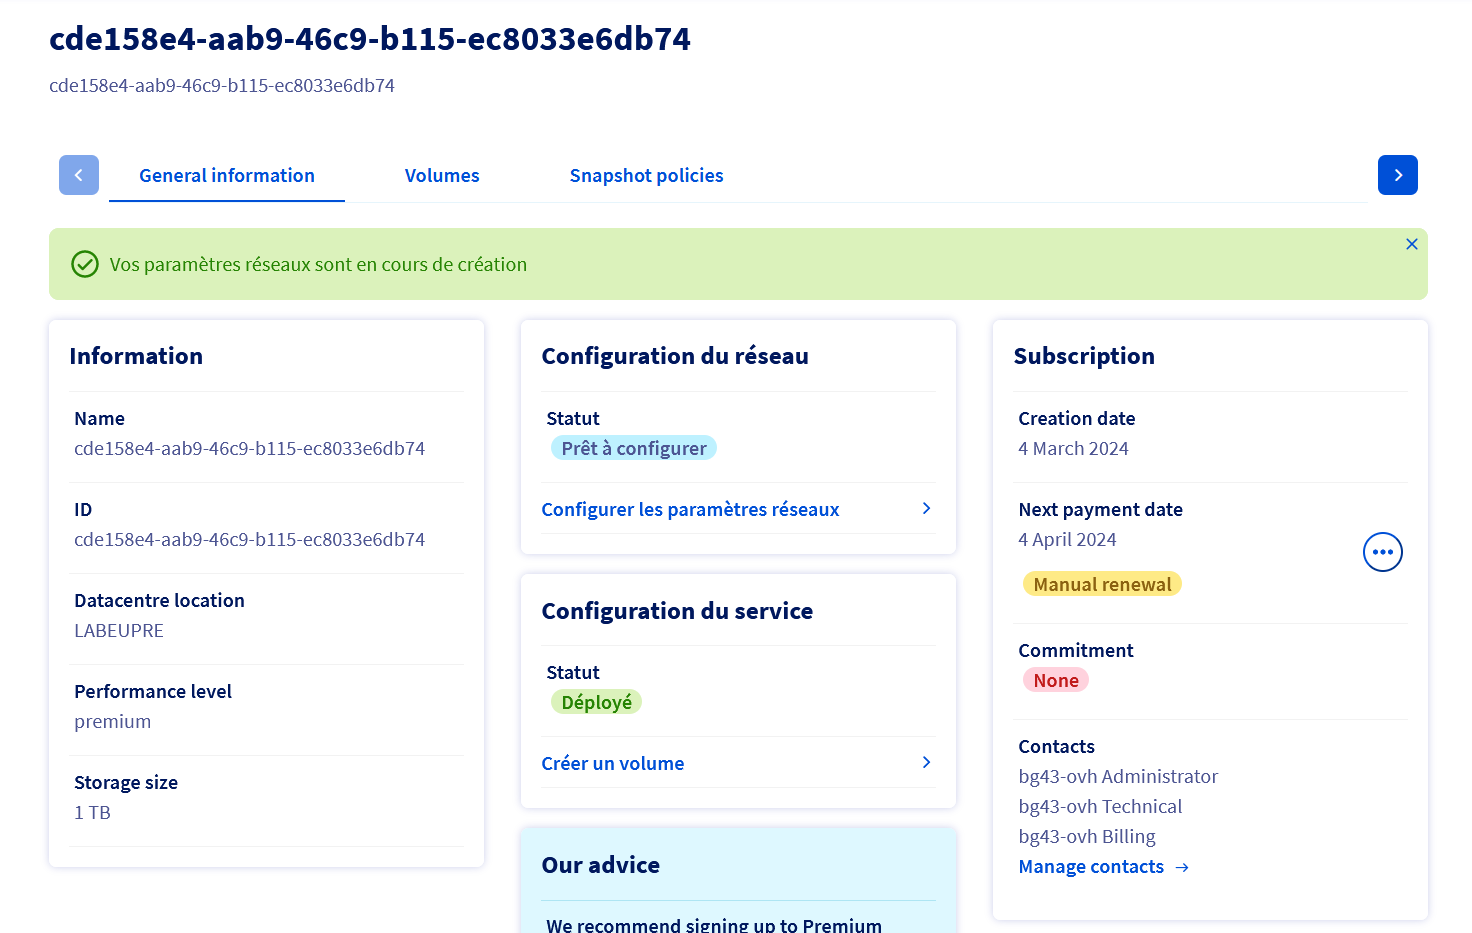 cde158e4-aab9-46c9-b115-ec8033e6db74
cde158e4-aab9-46c9-b115-ec8033e6db74
General information
Volumes
Snapshot policies
Vos paramètres réseaux sont en cours de création
Information
Name
cde158e4-aab9-46c9-b115-ec8033e6db74
ID
cde158e4-aab9-46c9-b115-ec8033e6db74
Datacentre location
LABEUPRE
Performance level
premium
Storage size
1 TB
Configuration du réseau
Statut
Prêt à configurer
Configurer les paramètres réseaux
Configuration du service
Statut
Déployé
Créer un volume
Our advice
We recommend signing up to Premium
Subscription
Creation date
4 March 2024
Next payment date
4 April 2024
Manual renewal
Commitment
None
Contacts
bg43-ovh Administrator
bg43-ovh Technical
bg43-ovh Billing
Manage contacts →